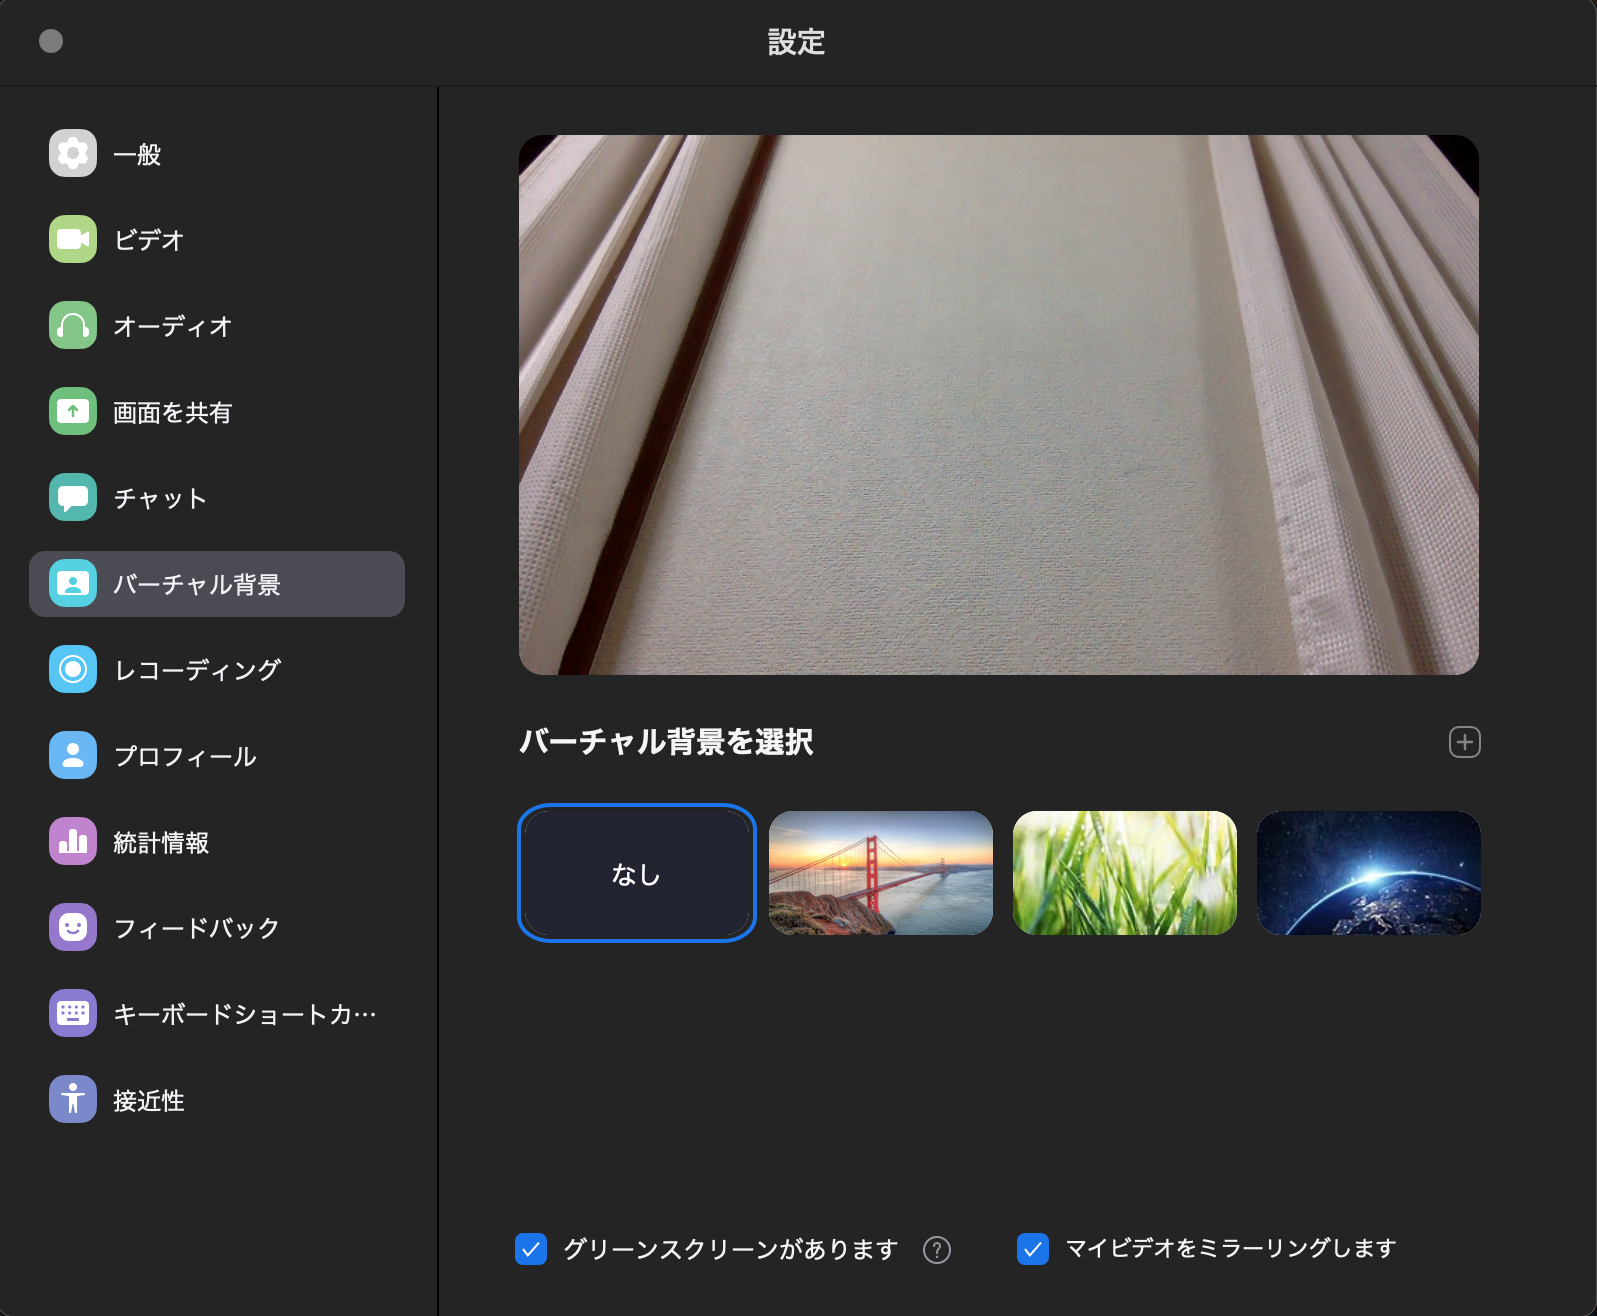 設定
一般
ビデオ
オーディオ
画面を共有
チャット
バーチャル背景
レコーディング
プロフィール
統計情報
フィードバック
キーボードショートカ…
接近性
バーチャル背景を選択
なし
グリーンスクリーンがあります ?
マイビデオをミラーリングします